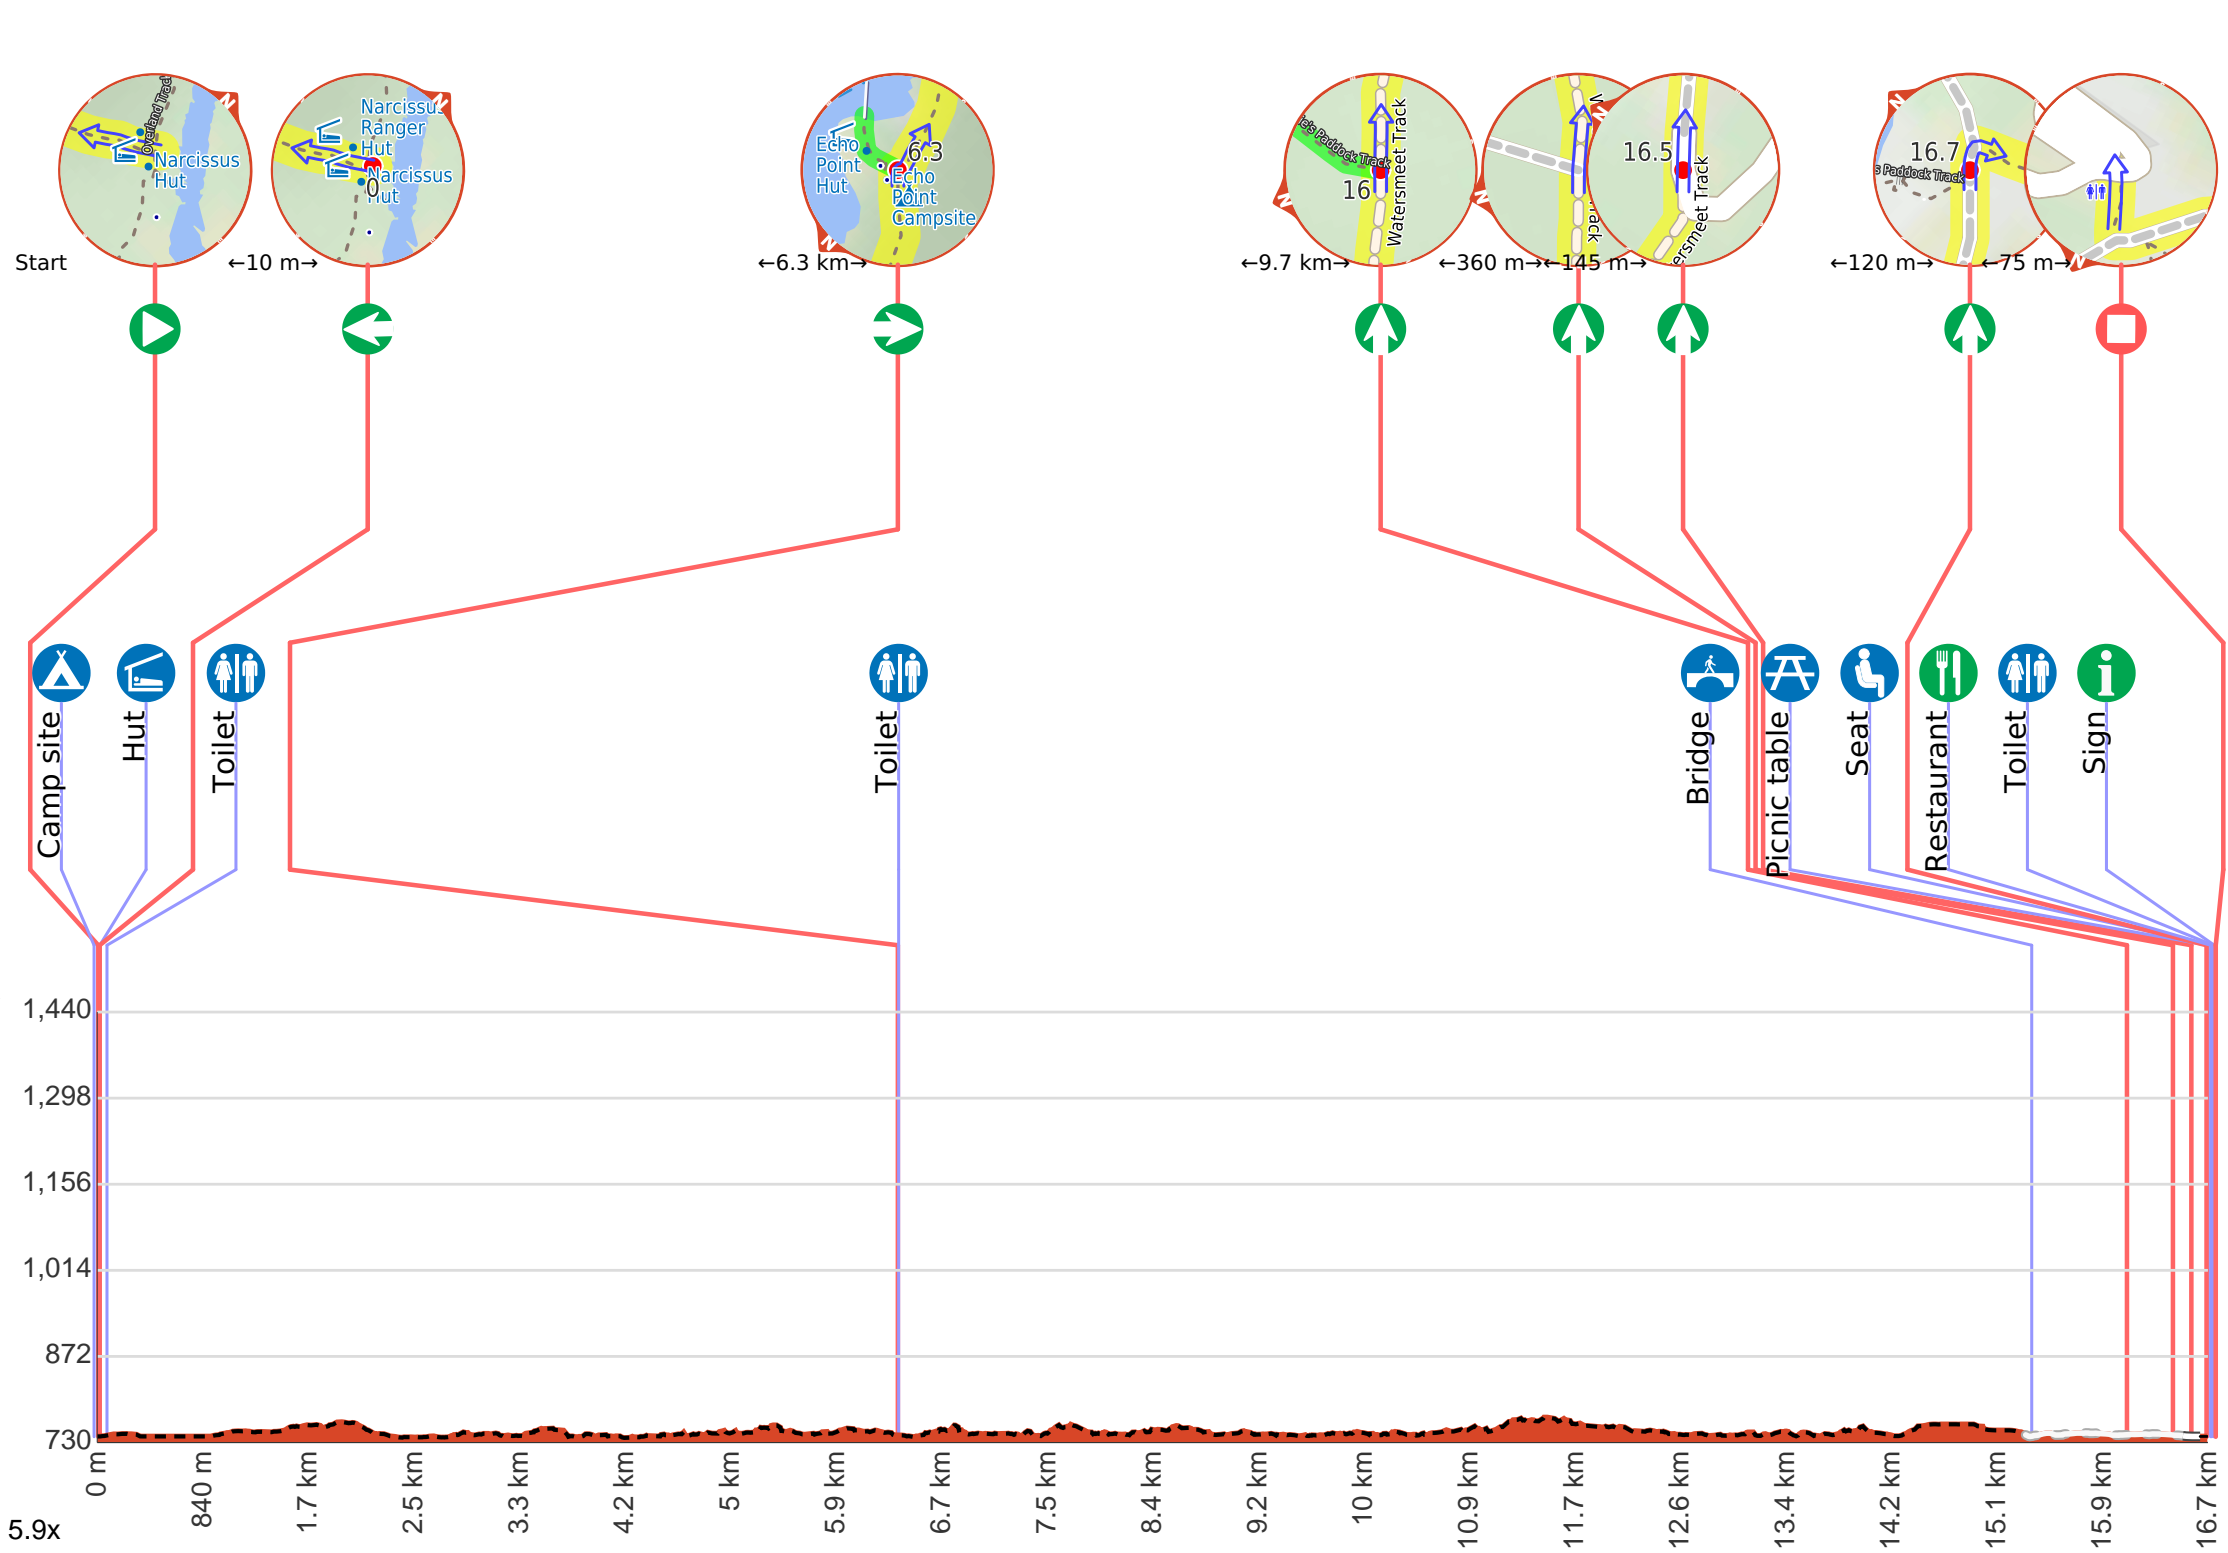 Overland Track
Narcissus
Hut
N
Narcissus
Ranger
Hut
Narcissus
Hut
0
N
Echo
Point
Hut
6.3
Echo
Point
Campsite
N
e's Paddock Track
16
Watersmeet Track
N
Track
N
16.5
ersmeet Track
N
16.7
s Paddock Track
N
Start
←10 m→
←6.3 km→
←9.7 km→
←360 m→
←145 m→
←120 m→
←75 m→
Camp site
Hut
Toilet
Toilet
Bridge
Picnic table
Seat
Restaurant
Toilet
Sign
1,440
1,298
1,156
1,014
872
730
0 m
840 m
1.7 km
2.5 km
3.3 km
4.2 km
5 km
5.9 km
6.7 km
7.5 km
8.4 km
9.2 km
10 km
10.9 km
11.7 km
12.6 km
13.4 km
14.2 km
15.1 km
15.9 km
16.7 km
5.9x